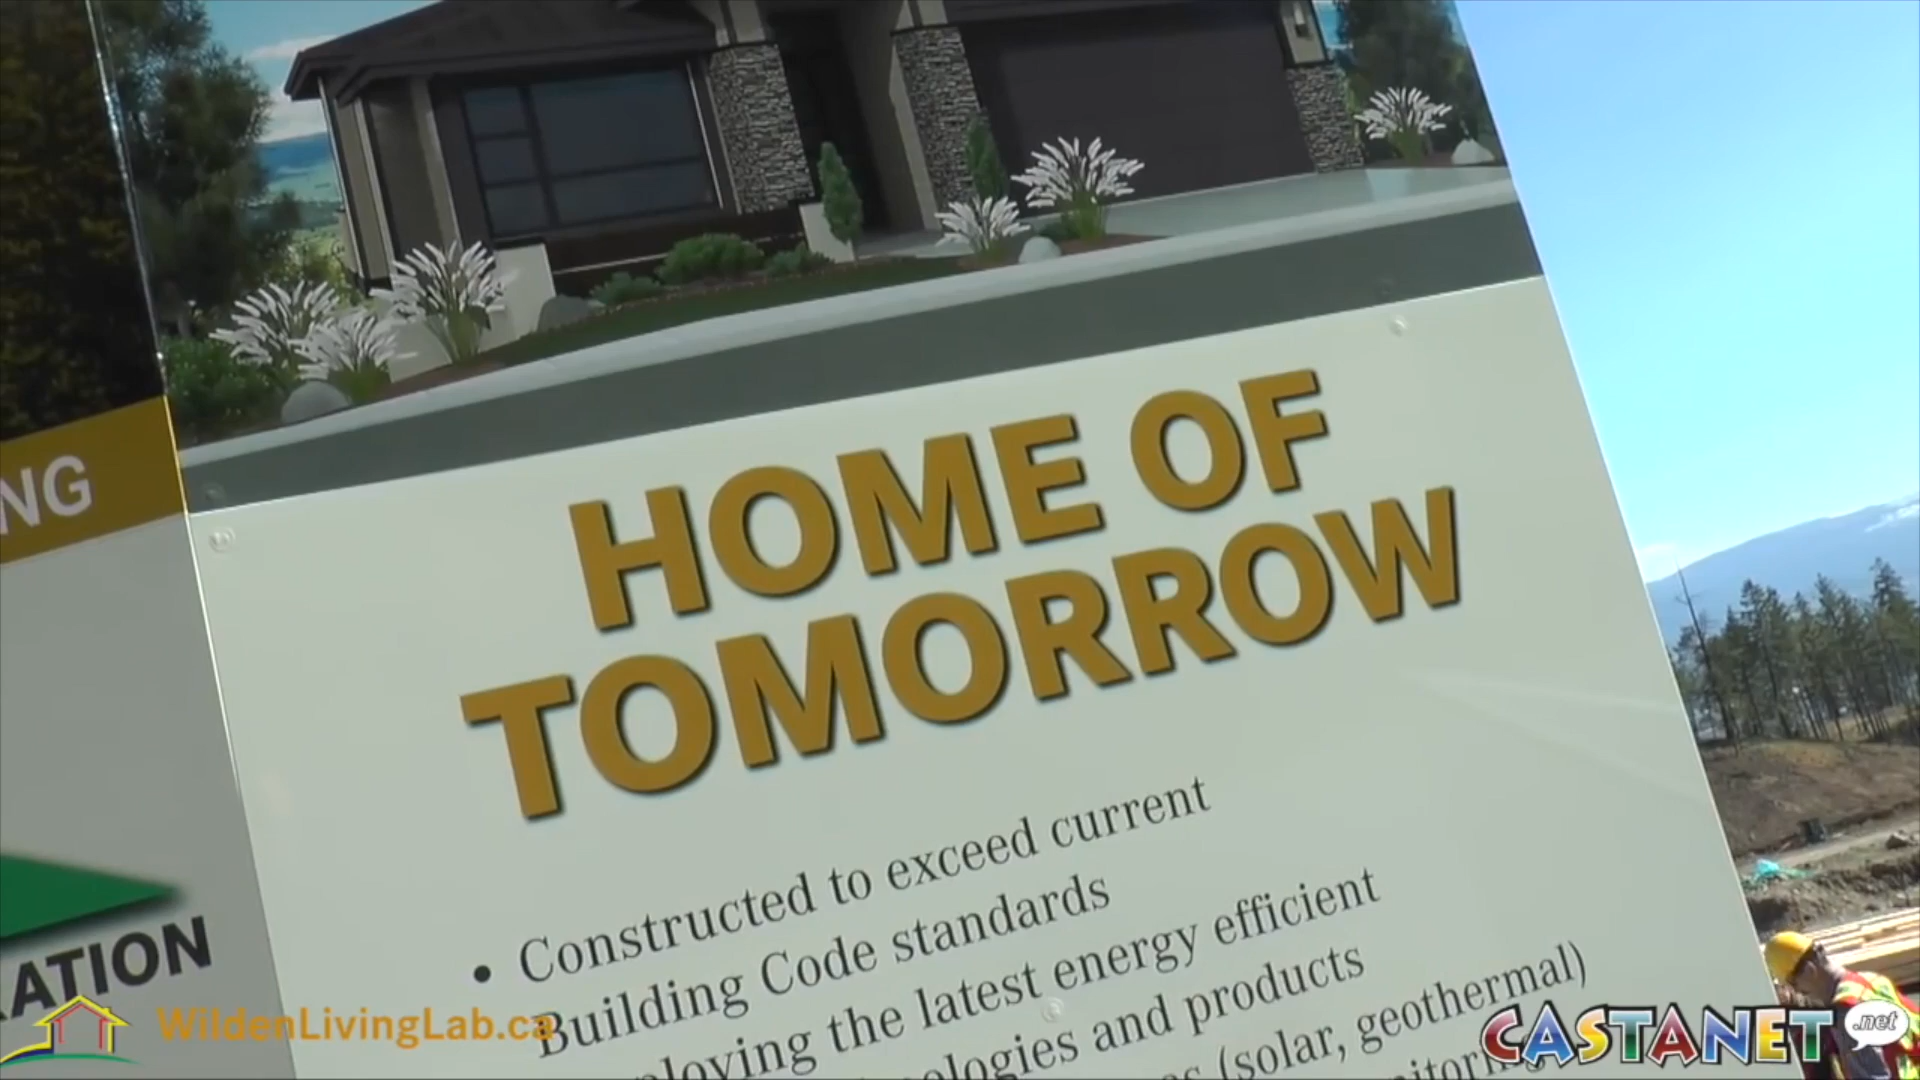 NG
HOME OF
TOMORROW
• Constructed to exceed current
Building Code standards
the latest energy efficient
and products
(solar, geothermal)
WildenLivingLab.ca
CASTANET
.net